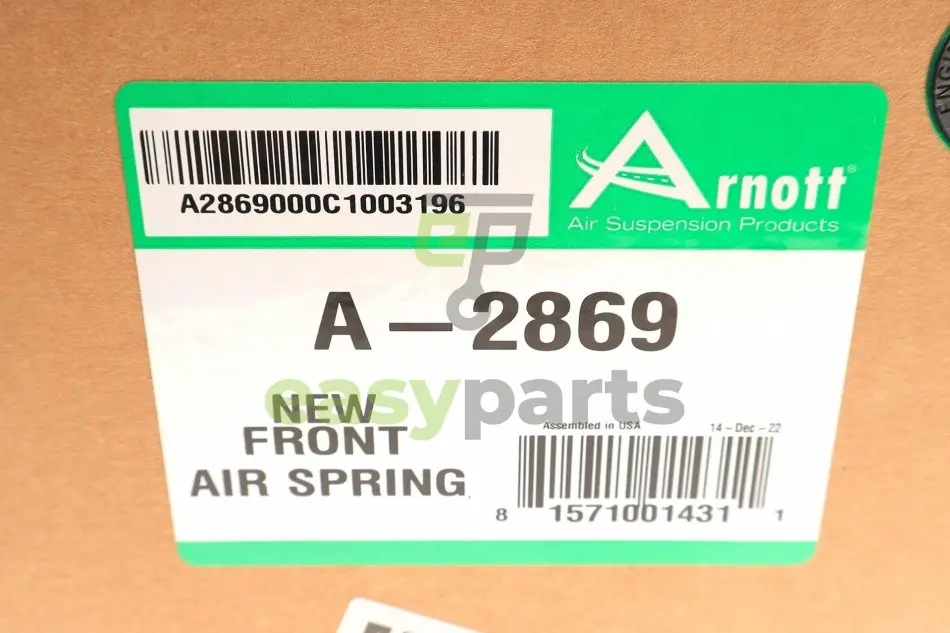 A2869000C1003196
Arnott®
Air Suspension Products
ep
A-2869
easyparts
NEW
FRONT
AIR SPRING
Assembled in USA 14-Dec-22
8 1571001431 1